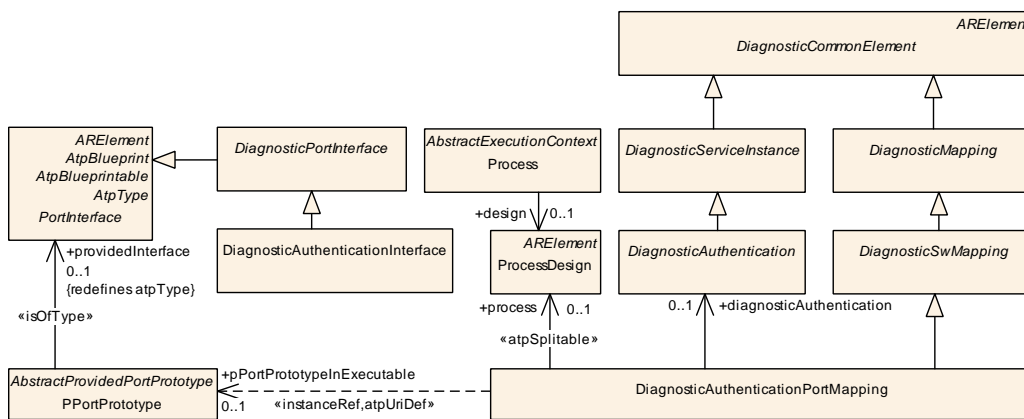 ARElement
DiagnosticCommonElement
ARElement
AtpBlueprint
AtpBlueprintable
AtpType
PortInterface
DiagnosticPortInterface
AbstractExecutionContext
Process
DiagnosticServiceInstance
DiagnosticMapping
+design
0..1
DiagnosticAuthenticationInterface
ARElement
ProcessDesign
DiagnosticAuthentication
DiagnosticSwMapping
+providedInterface
0..1
{redefines atpType}
«isOfType»
+process
0..1
«atpSplitable»
0..1
+diagnosticAuthentication
AbstractProvidedPortPrototype
PPortPrototype
+pPortPrototypeInExecutable
0..1
«instanceRef,atpUriDef»
DiagnosticAuthenticationPortMapping